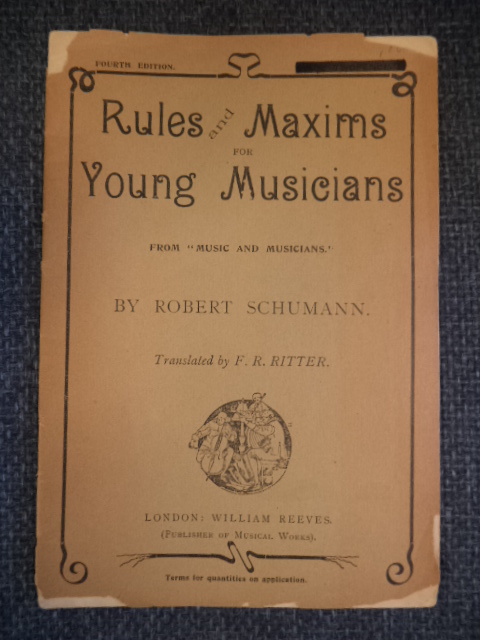 FOURTH EDITION.
Rules and Maxims
FOR
Young Musicians
FROM "MUSIC AND MUSICIANS."
BY ROBERT SCHUMANN.
Translated by F. R. RITTER.
LONDON: WILLIAM REEVES.
(PUBLISHER OF MUSICAL WORKS).
Terms for quantities on application.